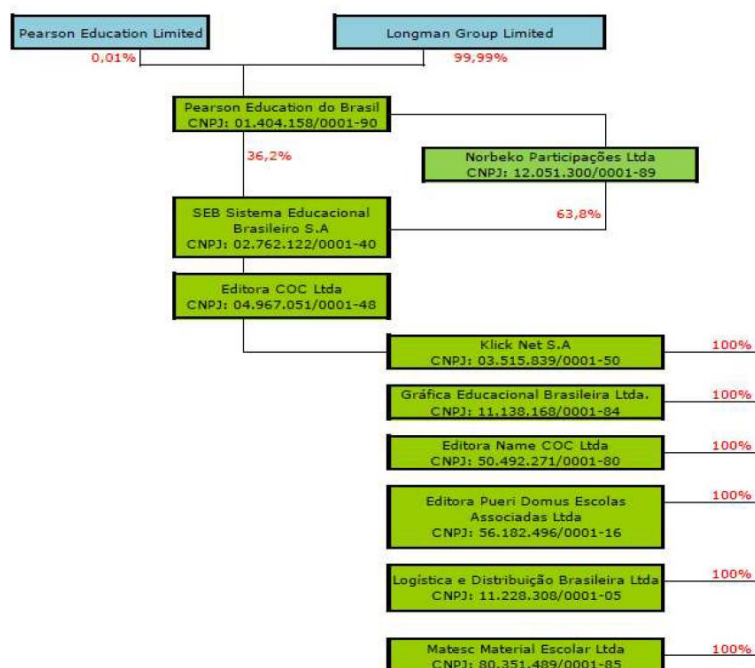 Pearson Education Limited
Longman Group Limited
0,01%
99,99%
Pearson Education do Brasil
CNPJ: 01.404.158/0001-90
36,2%
Norbeko Participações Ltda
CNPJ: 12.051.300/0001-89
63,8%
SEB Sistema Educacional
Brasileiro S.A
CNPJ: 02.762.122/0001-40
Editora COC Ltda
CNPJ: 04.967.051/0001-48
Klick Net S.A
CNPJ: 03.515.839/0001-50
100%
Gráfica Educacional Brasileira Ltda.
CNPJ: 11.138.168/0001-84
100%
Editora Name COC Ltda
CNPJ: 50.492.271/0001-80
100%
Editora Pueri Domus Escolas
Associadas Ltda
CNPJ: 56.182.496/0001-16
100%
Logística e Distribuição Brasileira Ltda
CNPJ: 11.228.308/0001-05
100%
Matesc Material Escolar Ltda
CNPJ: 80.351.489/0001-85
100%